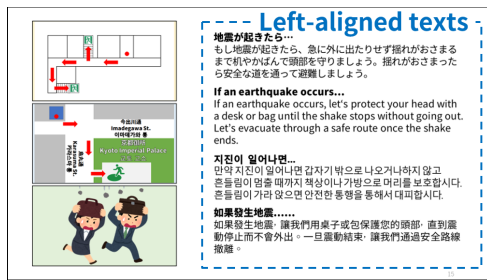 Left-aligned texts
地震が起きたら…
もし地震が起きたら、急に外に出たりせず揺れがおさまる
まで机やかばんで頭部を守りましょう。揺れがおさまった
ら安全な道を通って避難しましょう。
If an earthquake occurs...
If an earthquake occurs, let's protect your head with
a desk or bag until the shake stops without going out.
Let's evacuate through a safe route once the shake
ends.
지진이 일어나면...
만약 지진이 일어나면 갑자기 밖으로 나오거나하지 않고
흔들림이 멈출 때까지 책상이나 가방으로 머리를 보호합시다.
흔들림이 가라 앉으면 안전한 통행을 통해서 대피합시다.
如果發生地震……
如果發生地震，讓我們用桌子或包保護您的頭部，直到震
動停止而不會外出。一旦震動結束，讓我們通過安全路線
撤離。
今出川通
Imadegawa St.
이마데가와 통
烏丸通
Karasuma St.
京都御所
Kyoto Imperial Palace
15